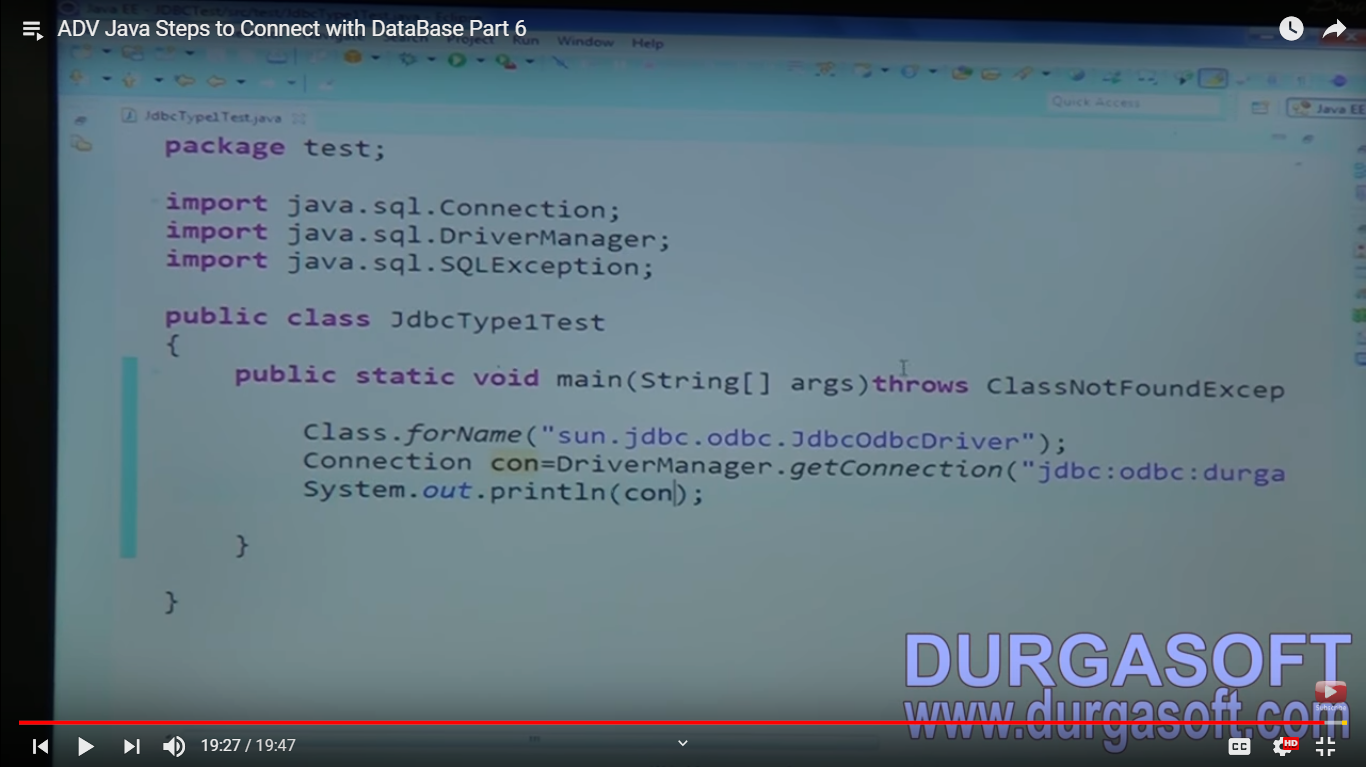 ADV Java Steps to Connect with DataBase Part 6
Project Run Window Help
Quick Access
Java EE
JdbcType1Test.java
package test;
import java.sql.Connection;
import java.sql.DriverManager;
import java.sql.SQLException;
public class JdbcType1Test
{
public static void main(String[] args)throws ClassNotFoundExcep
Class.forName("sun.jdbc.odbc.JdbcOdbcDriver");
Connection con=DriverManager.getConnection("jdbc:odbc:durga
System.out.println(con);
}
}
DURGASOFT
www.durgasoft.com
Subscribe
19:27 / 19:47
CC
HD